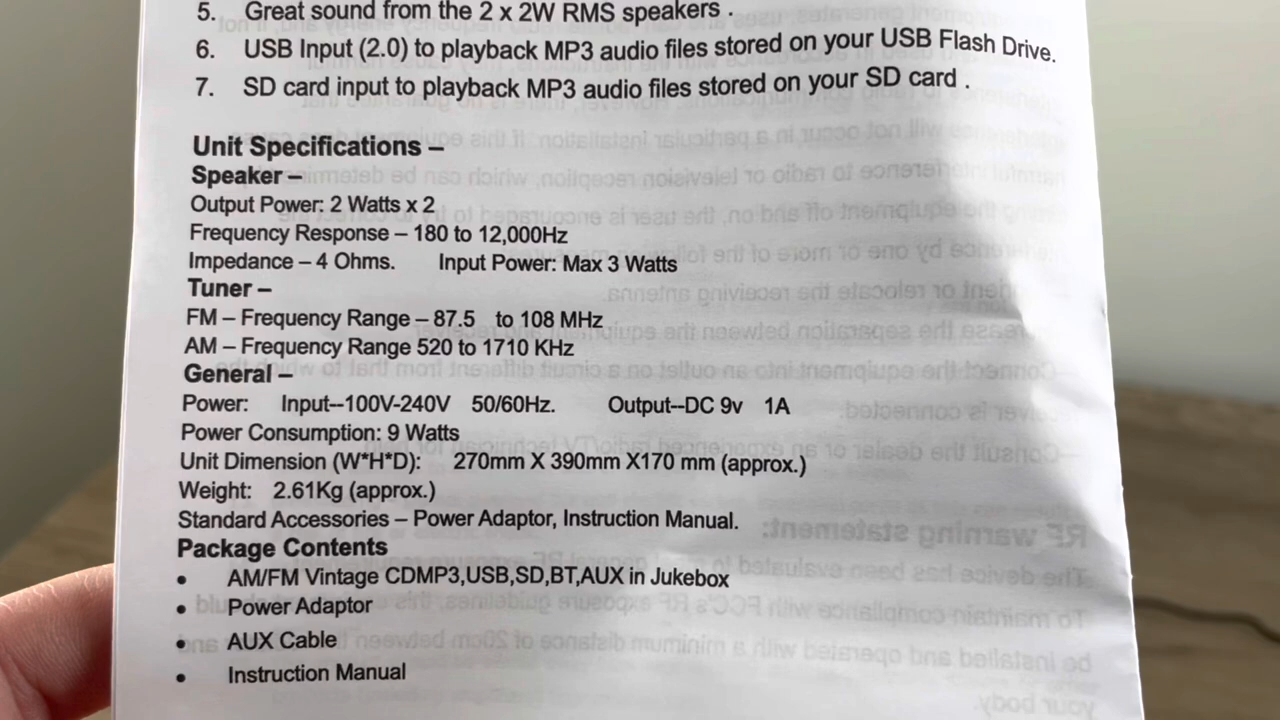 5. Great sound from the 2 x 2W RMS speakers .
6. USB Input (2.0) to playback MP3 audio files stored on your USB Flash Drive.
7. SD card input to playback MP3 audio files stored on your SD card .
Unit Specifications –
Speaker –
Output Power: 2 Watts x 2
Frequency Response – 180 to 12,000Hz
Impedance – 4 Ohms. Input Power: Max 3 Watts
Tuner –
FM – Frequency Range – 87.5 to 108 MHz
AM – Frequency Range 520 to 1710 KHz
General –
Power: Input--100V-240V 50/60Hz. Output--DC 9v 1A
Power Consumption: 9 Watts
Unit Dimension (W*H*D): 270mm X 390mm X170 mm (approx.)
Weight: 2.61Kg (approx.)
Standard Accessories – Power Adaptor, Instruction Manual.
Package Contents
• AM/FM Vintage CDMP3,USB,SD,BT,AUX in Jukebox
• Power Adaptor
• AUX Cable
• Instruction Manual